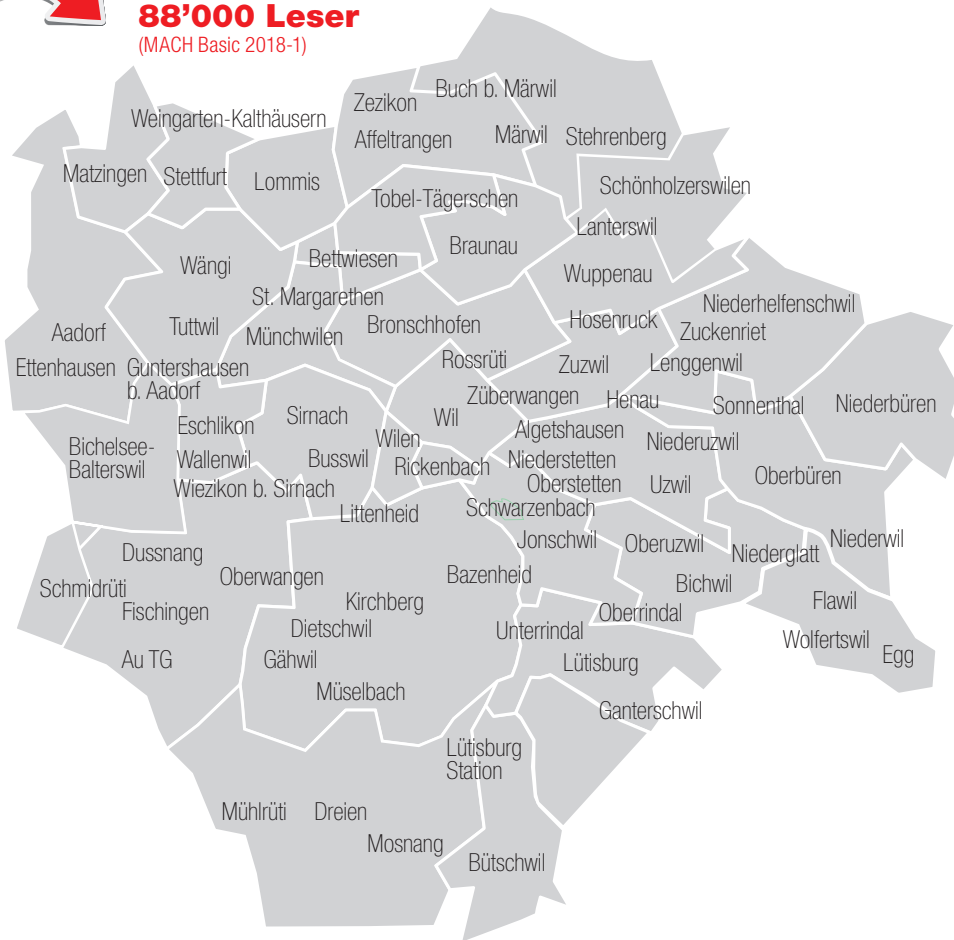 88’000 Leser
(MACH Basic 2018-1)
Buch b. Märwil
Zezikon
Weingarten-Kalthäusern
Affeltrangen
Märwil
Stehrenberg
Matzingen
Stettfurt
Lommis
Schönholzerswilen
Tobel-Tägerschen
Lanterswil
Braunau
Bettwiesen
Wängi
Wuppenau
St. Margarethen
Niederhelfenschwil
Hosenruck
Tuttwil
Bronschhofen
Aadorf
Münchwilen
Zuckenriet
Rossrüti
Zuzwil
Lenggenwil
Ettenhausen
Guntershausen
b. Aadorf
Züberwangen
Henau
Sonnenthal
Niederbüren
Sirnach
Wil
Eschlikon
Algetshausen
Wilen
Niederuzwil
Bichelsee-
Balterswil
Wallenwil
Busswil
Rickenbach
Niederstetten
Oberbüren
Wiezikon b. Sirnach
Oberstetten
Uzwil
Littenheid
Schwarzenbach
Jonschwil
Oberuzwil
Niederwil
Dussnang
Niederglatt
Oberwangen
Bazenheid
Bichwil
Schmidrüti
Fischingen
Kirchberg
Flawil
Oberrindal
Dietschwil
Unterrindal
Wolfertswil
Egg
Au TG
Gähwil
Lütisburg
Müselbach
Ganterschwil
Lütisburg
Station
Mühlrüti
Dreien
Mosnang
Bütschwil